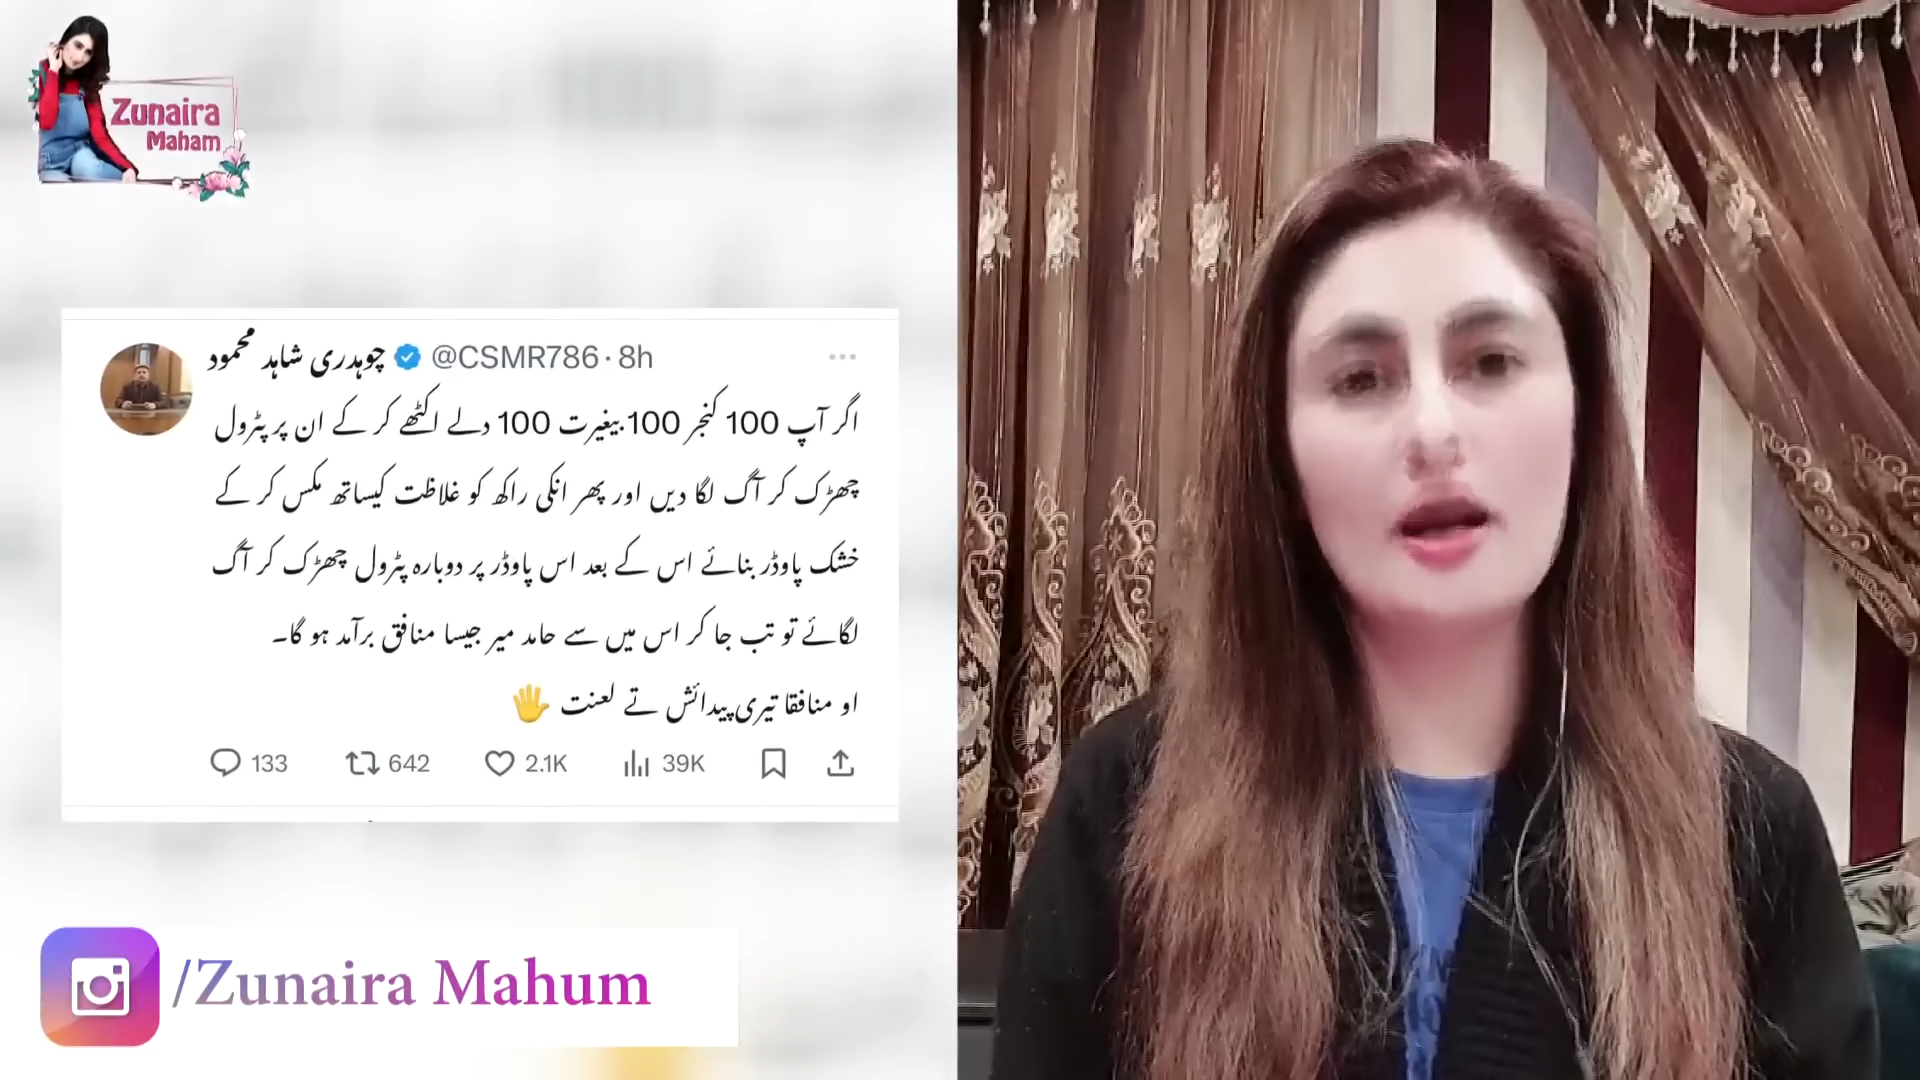 Zunaira
Maham
چوہدری شاہد محمود @CSMR786 · 8h
اگر آپ 100 کنجر 100 بیغیرت 100 دلے اکٹھے کر کے ان پر پٹرول
چھڑک کر آگ لگا دیں اور پھر انکی راکھ کو غلاظت کیساتھ مکس کر کے
خشک پاوڈر بنائے اس کے بعد اس پاوڈر پر دوبارہ پٹرول چھڑک کر آگ
لگائے تو تب جا کر اس میں سے حامد میر جیسا منافق برآمد ہو گا۔
او منافقا تیری پیدائش تے لعنت 🖐
133 642 2.1K 39K
/Zunaira Mahum